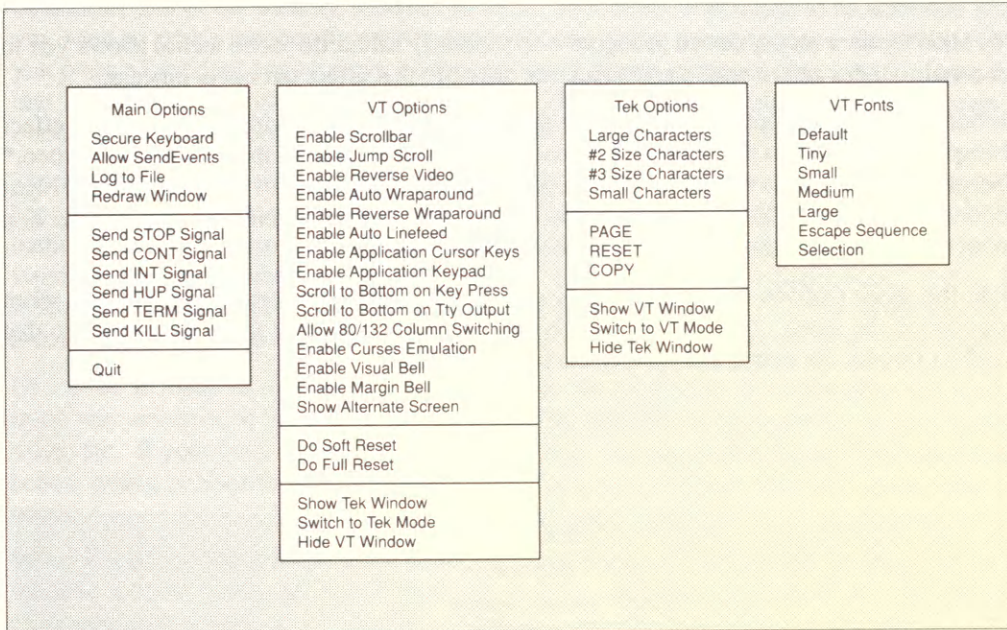 Main Options
Secure Keyboard
Allow SendEvents
Log to File
Redraw Window
Send STOP Signal
Send CONT Signal
Send INT Signal
Send HUP Signal
Send TERM Signal
Send KILL Signal
Quit
VT Options
Enable Scrollbar
Enable Jump Scroll
Enable Reverse Video
Enable Auto Wraparound
Enable Reverse Wraparound
Enable Auto Linefeed
Enable Application Cursor Keys
Enable Application Keypad
Scroll to Bottom on Key Press
Scroll to Bottom on Tty Output
Allow 80/132 Column Switching
Enable Curses Emulation
Enable Visual Bell
Enable Margin Bell
Show Alternate Screen
Do Soft Reset
Do Full Reset
Show Tek Window
Switch to Tek Mode
Hide VT Window
Tek Options
Large Characters
#2 Size Characters
#3 Size Characters
Small Characters
PAGE
RESET
COPY
Show VT Window
Switch to VT Mode
Hide Tek Window
VT Fonts
Default
Tiny
Small
Medium
Large
Escape Sequence
Selection